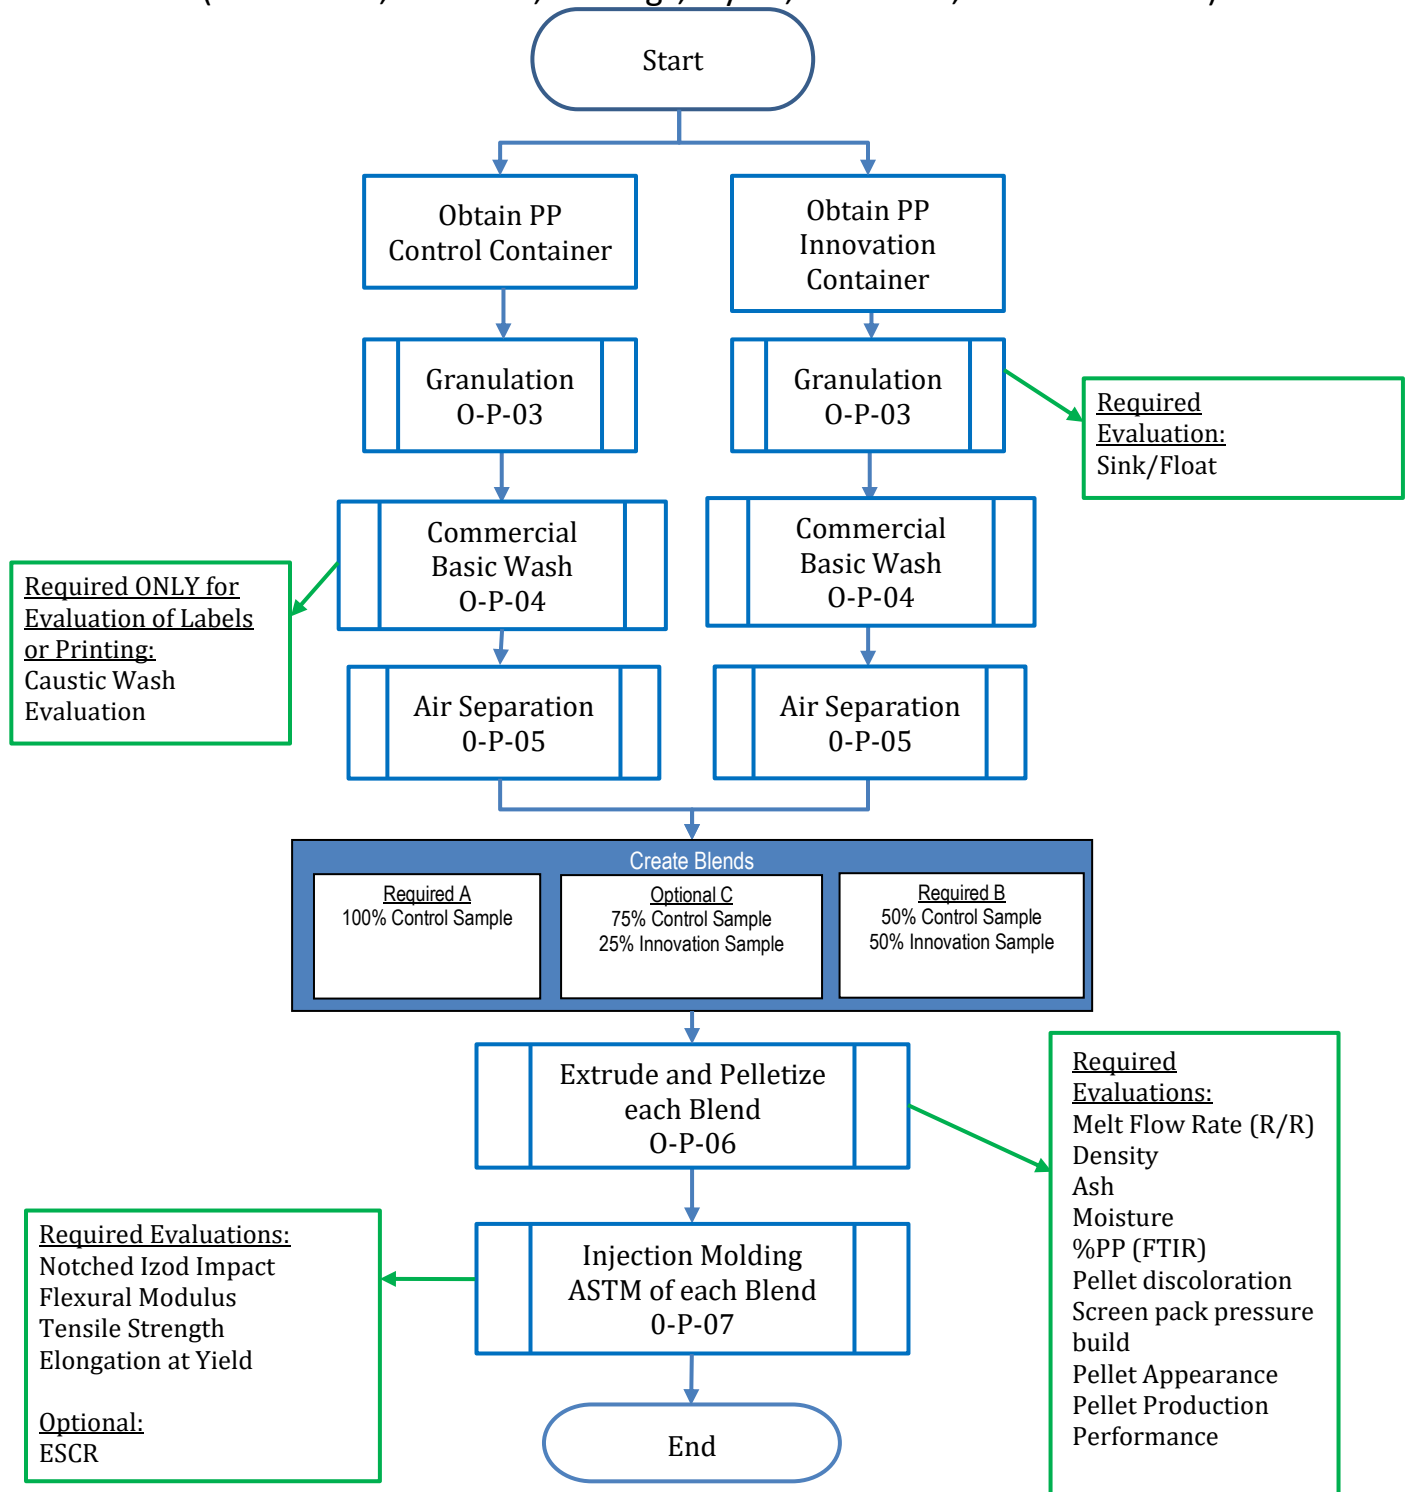 Start
Obtain PP
Control Container
Obtain PP
Innovation
Container
Granulation
O-P-03
Granulation
O-P-03
Required
Evaluation:
Sink/Float
Commercial
Basic Wash
O-P-04
Commercial
Basic Wash
O-P-04
Required ONLY for
Evaluation of Labels
or Printing:
Caustic Wash
Evaluation
Air Separation
0-P-05
Air Separation
0-P-05
Create Blends
Required A
100% Control Sample
Optional C
75% Control Sample
25% Innovation Sample
Required B
50% Control Sample
50% Innovation Sample
Extrude and Pelletize
each Blend
O-P-06
Required
Evaluations:
Melt Flow Rate (R/R)
Density
Ash
Moisture
%PP (FTIR)
Pellet discoloration
Screen pack pressure
build
Pellet Appearance
Pellet Production
Performance
Injection Molding
ASTM of each Blend
0-P-07
Required Evaluations:
Notched Izod Impact
Flexural Modulus
Tensile Strength
Elongation at Yield
Optional:
ESCR
End